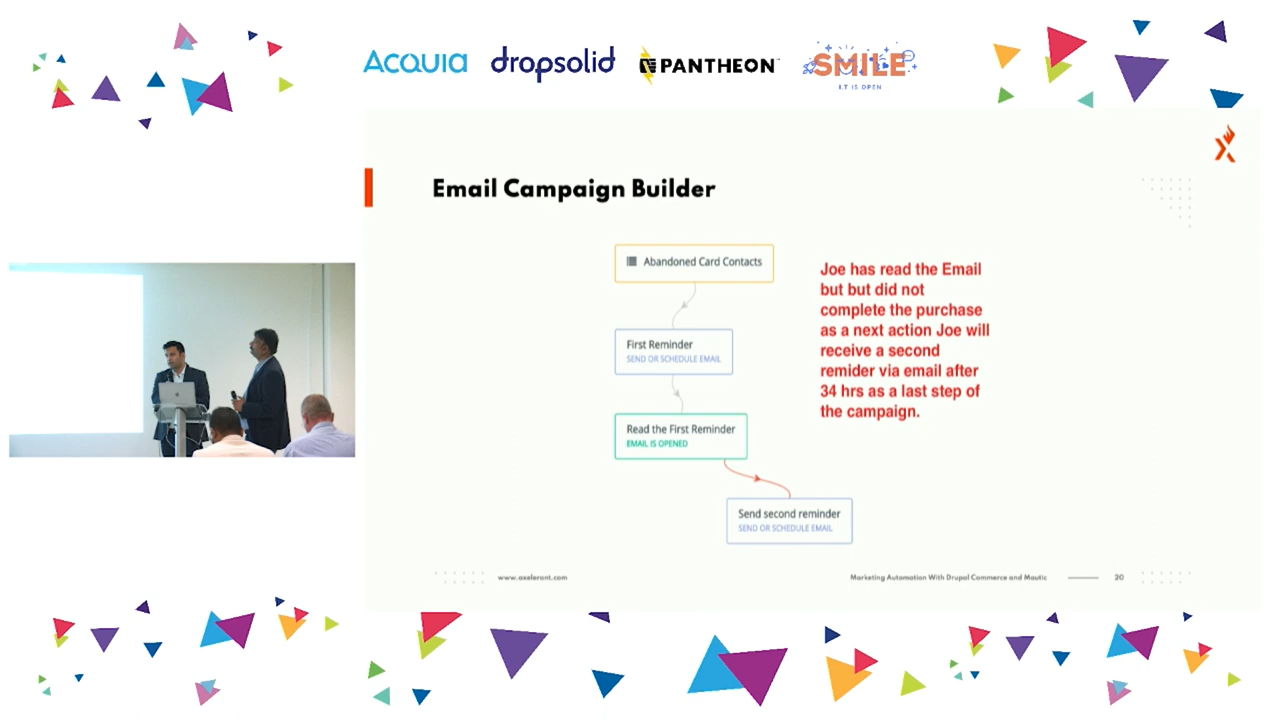 ACQUIA dropsolid PANTHEON SMILE
I.T IS OPEN
Email Campaign Builder
Abandoned Card Contacts
First Reminder
SEND OR SCHEDULE EMAIL
Read the First Reminder
EMAIL IS OPENED
Send second reminder
SEND OR SCHEDULE EMAIL
Joe has read the Email
but but did not
complete the purchase
as a next action Joe will
receive a second
remider via email after
34 hrs as a last step of
the campaign.
www.axelerant.com
Marketing Automation With Drupal Commerce and Mautic
20